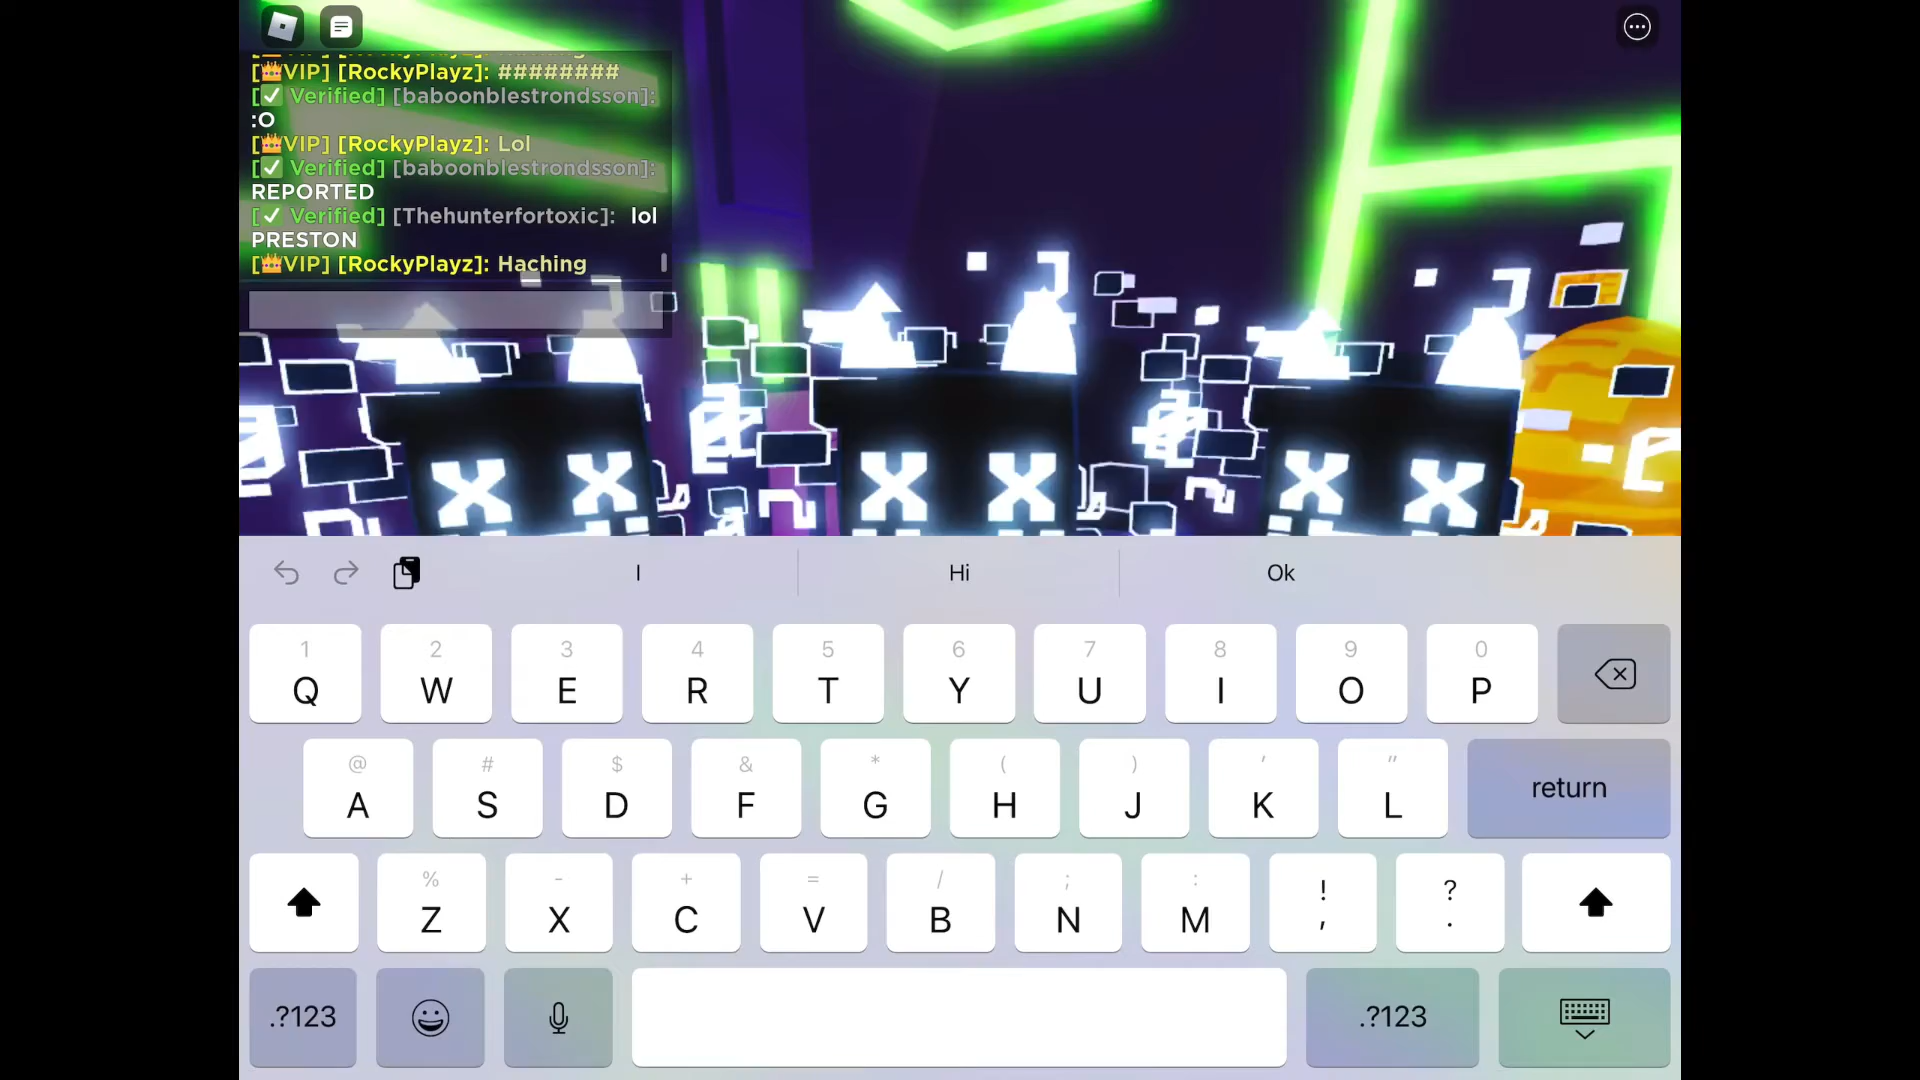 [👑VIP] [RockyPlayz]: ########
[✓ Verified] [baboonblestrondsson]:
:O
[👑VIP] [RockyPlayz]: Lol
[✓ Verified] [baboonblestrondsson]:
REPORTED
[✓ Verified] [Thehunterfortoxic]: lol
PRESTON
[👑VIP] [RockyPlayz]: Haching
I Hi Ok
1 2 3 4 5 6 7 8 9 0
Q W E R T Y U I O P
@ # $ & * ( ) ' "
A S D F G H J K L return
% - + = / ; : ! ?
Z X C V B N M , .
.?123 .?123